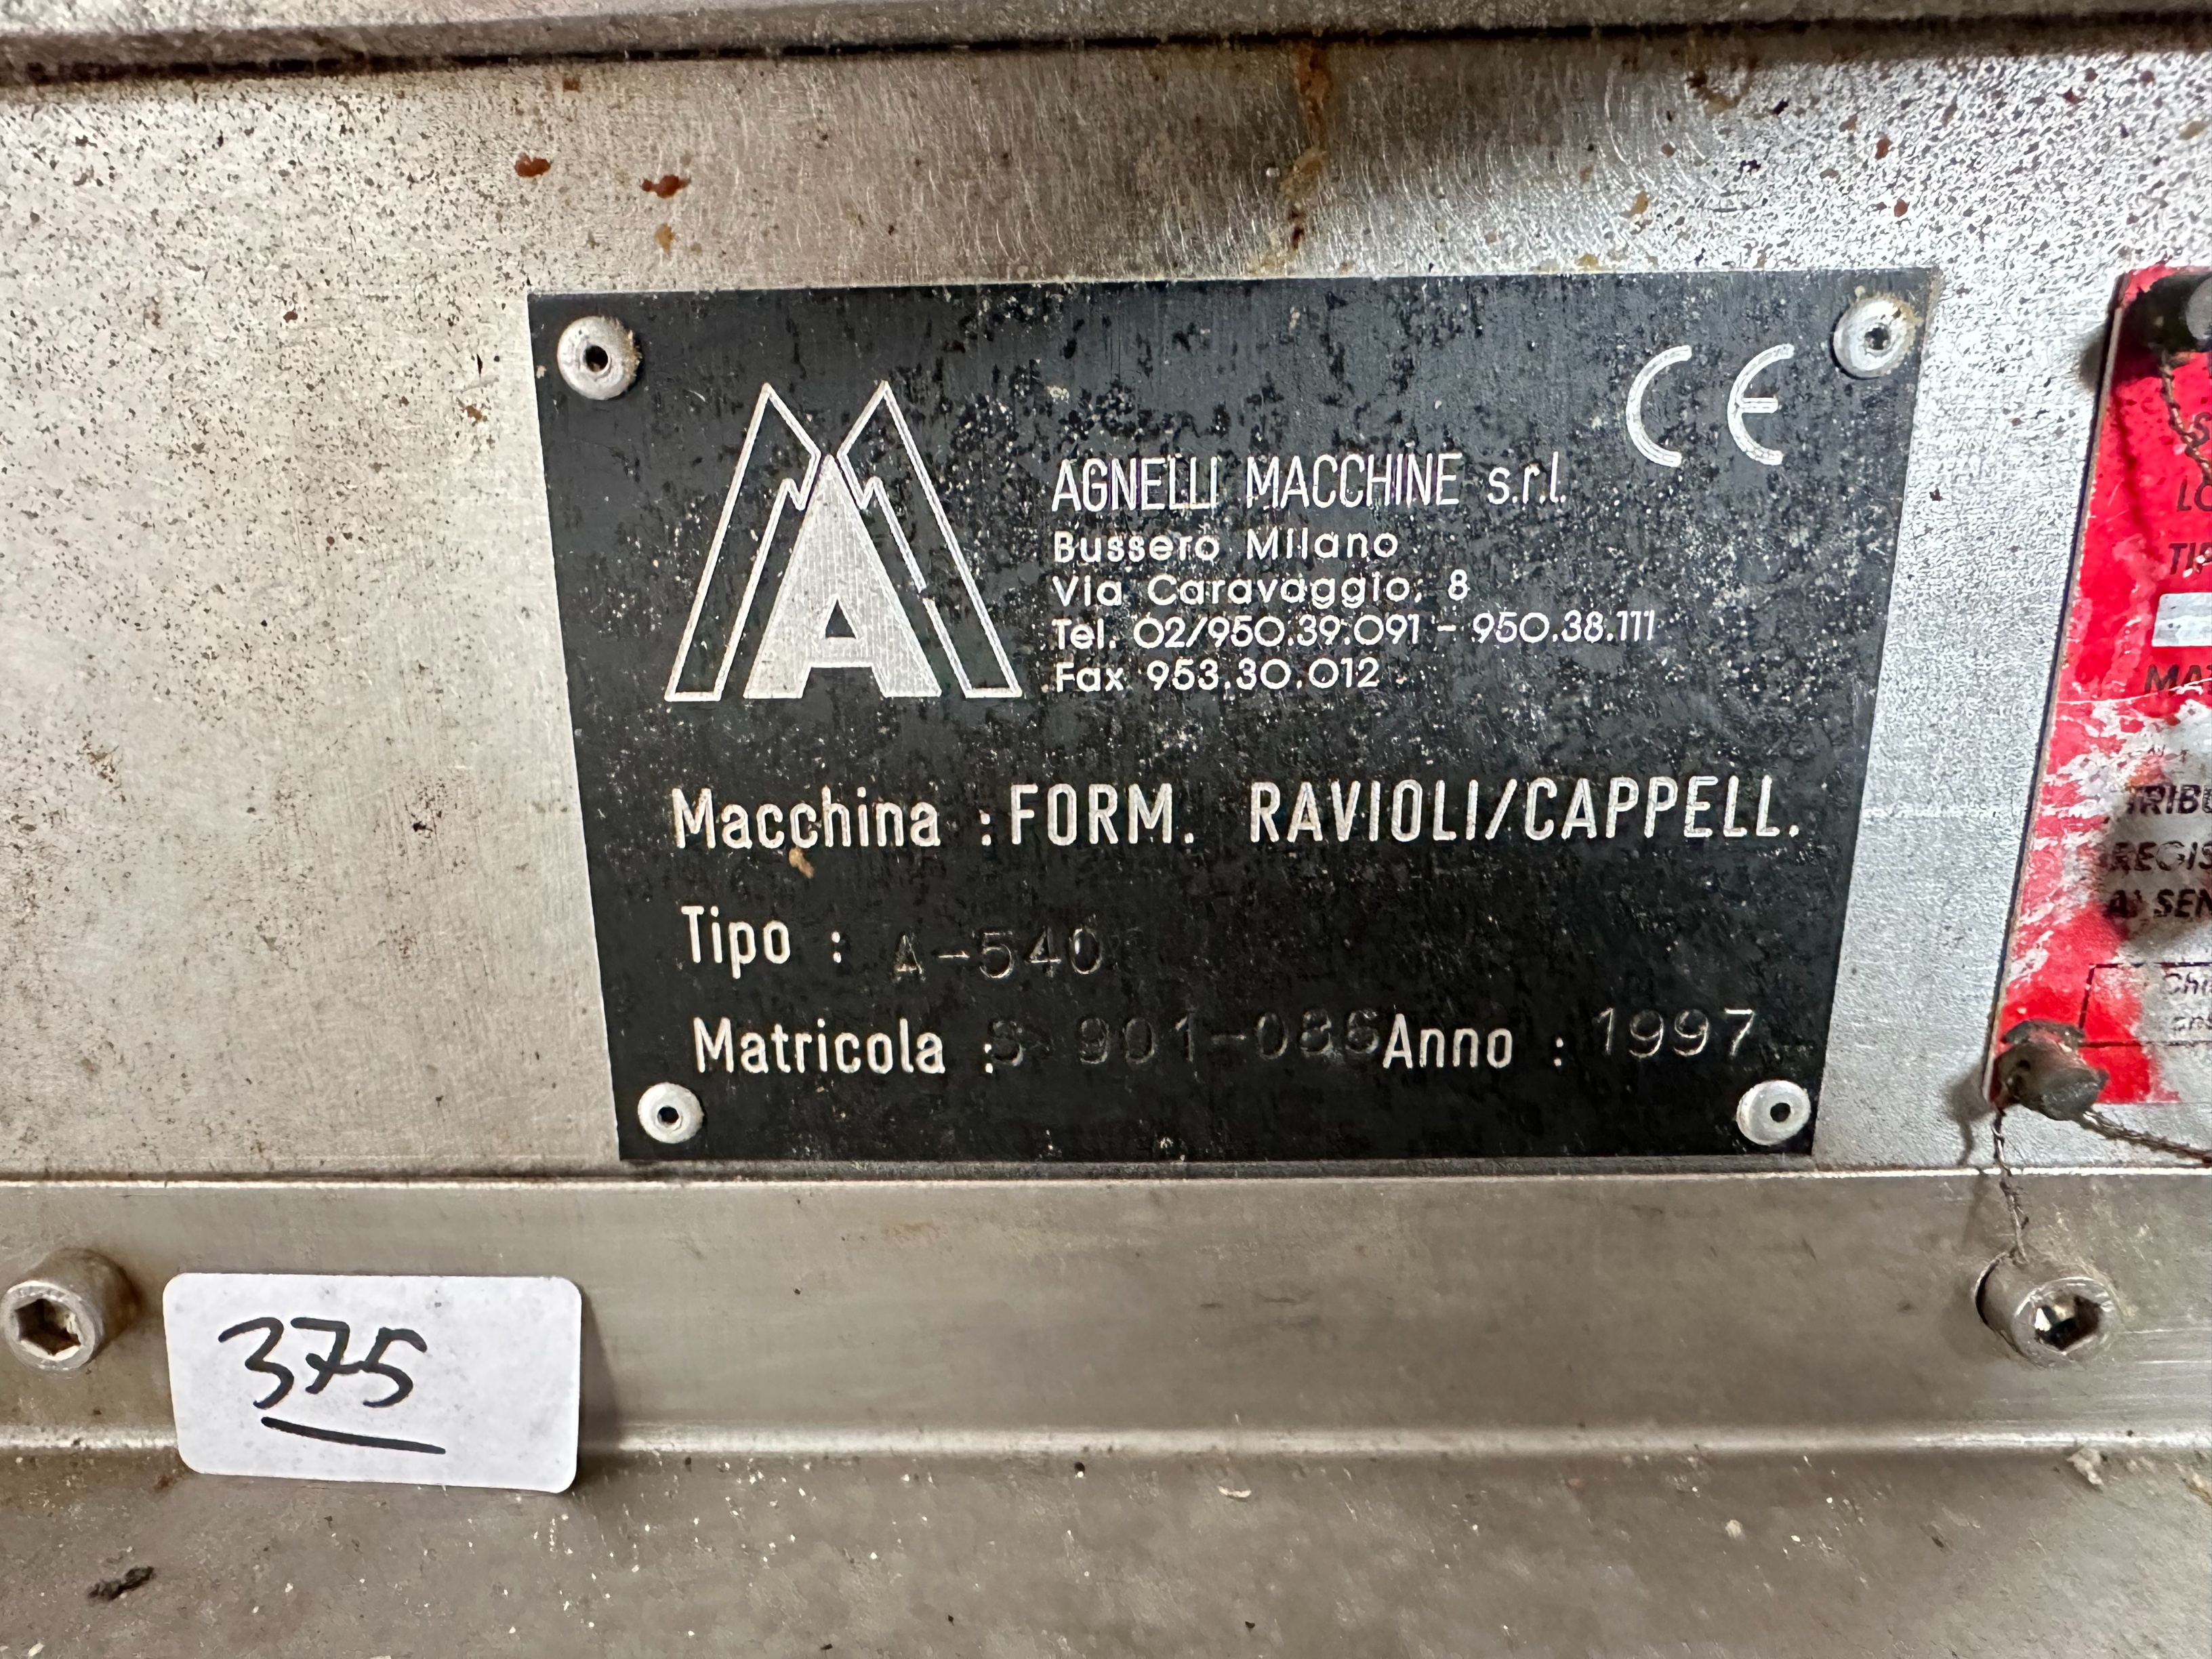 CE
AGNELLI MACCHINE s.r.l.
Bussero Milano
Via Caravaggio, 8
Tel. 02/950.39.091 - 950.38.111
Fax 953.30.012
A
Macchina : FORM. RAVIOLI/CAPPELL.
Tipo : A-540
Matricola : S 901-086 Anno : 1997
375